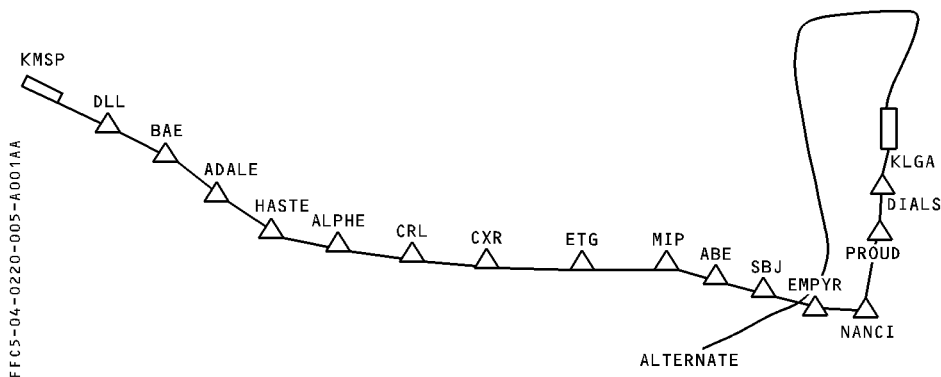 KMSP
DLL
BAE
ADALE
HASTE
ALPHE
CRL
CXR
ETG
MIP
ABE
SBJ
EMPYR
NANCI
PROUD
DIALS
KLGA
ALTERNATE
FFC5-04-0220-005-A001AA